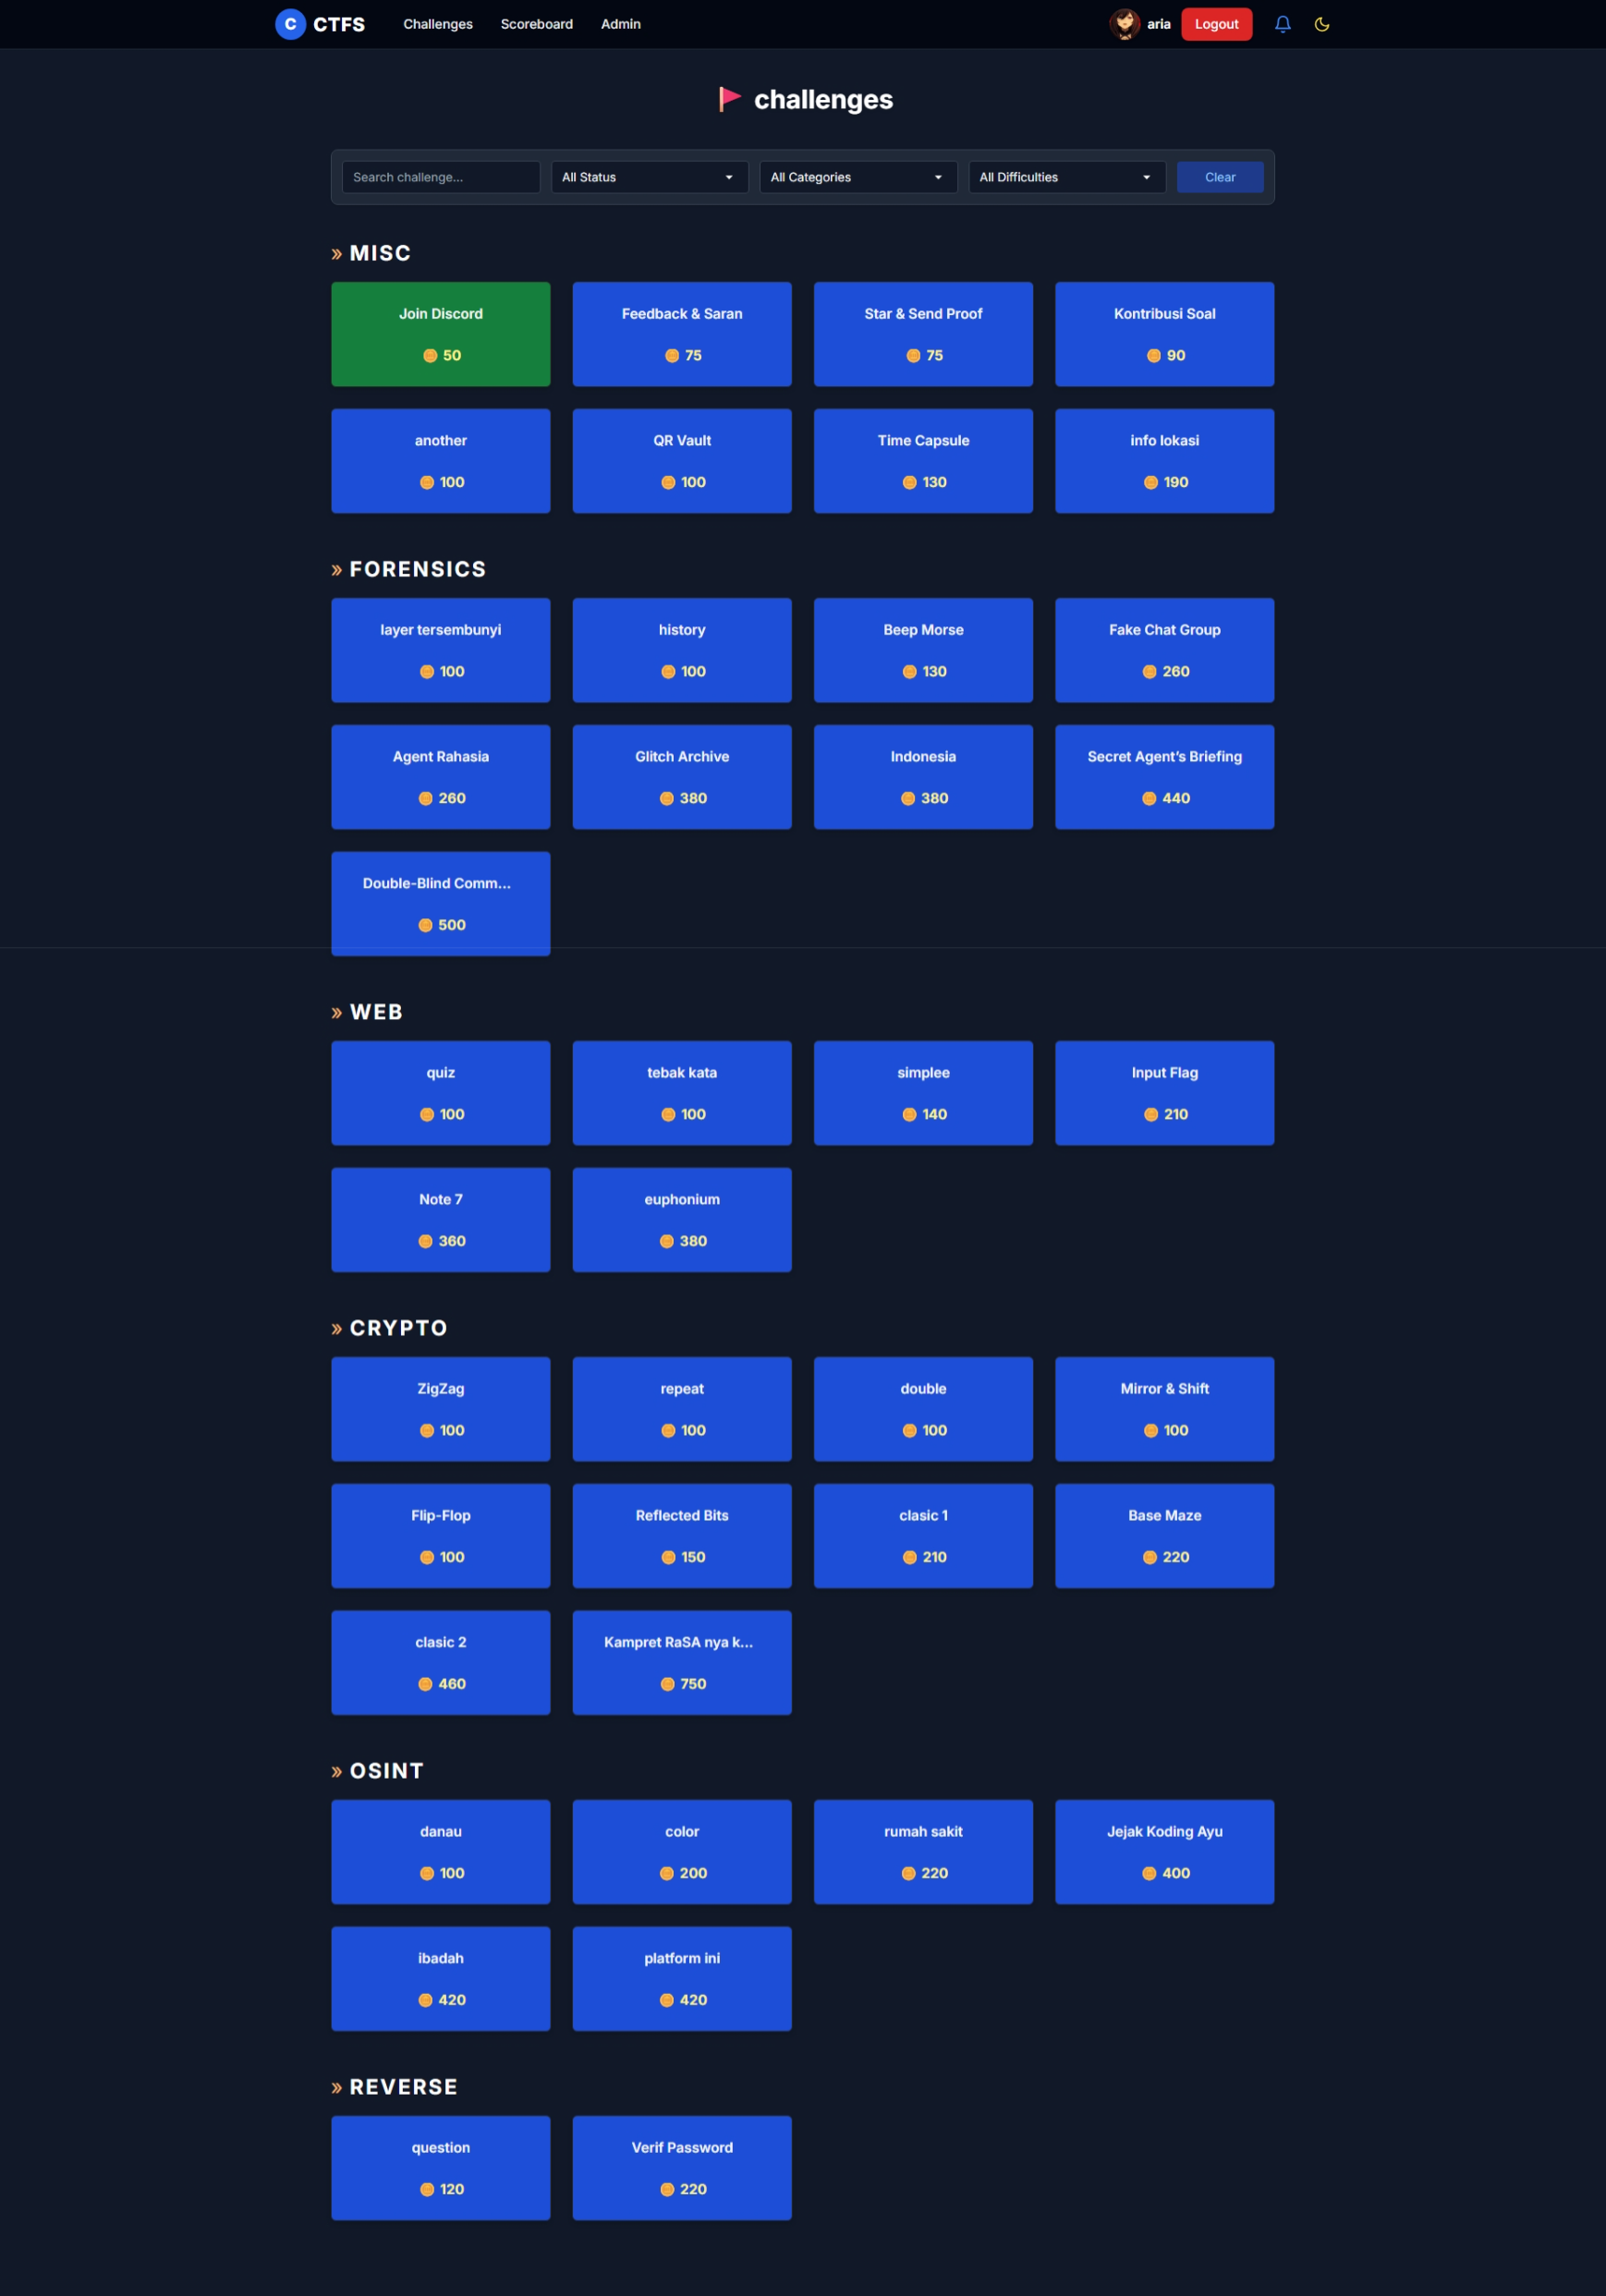 C CTFS Challenges Scoreboard Admin aria Logout
challenges
Search challenge... All Status All Categories All Difficulties Clear
» MISC
Join Discord Feedback & Saran Star & Send Proof Kontribusi Soal
50 75 75 90
another QR Vault Time Capsule info lokasi
100 100 130 190
» FORENSICS
layer tersembunyi history Beep Morse Fake Chat Group
100 100 130 260
Agent Rahasia Glitch Archive Indonesia Secret Agent's Briefing
260 380 380 440
Double-Blind Comm...
500
» WEB
quiz tebak kata simplee Input Flag
100 100 140 210
Note 7 euphonium
360 380
» CRYPTO
ZigZag repeat double Mirror & Shift
100 100 100 100
Flip-Flop Reflected Bits clasic 1 Base Maze
100 150 210 220
clasic 2 Kampret RaSA nya k...
460 750
» OSINT
danau color rumah sakit Jejak Koding Ayu
100 200 220 400
ibadah platform ini
420 420
» REVERSE
question Verif Password
120 220